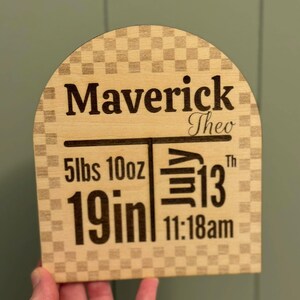 Maverick
Theo
5lbs 10oz
19in
July
13Th
11:18am